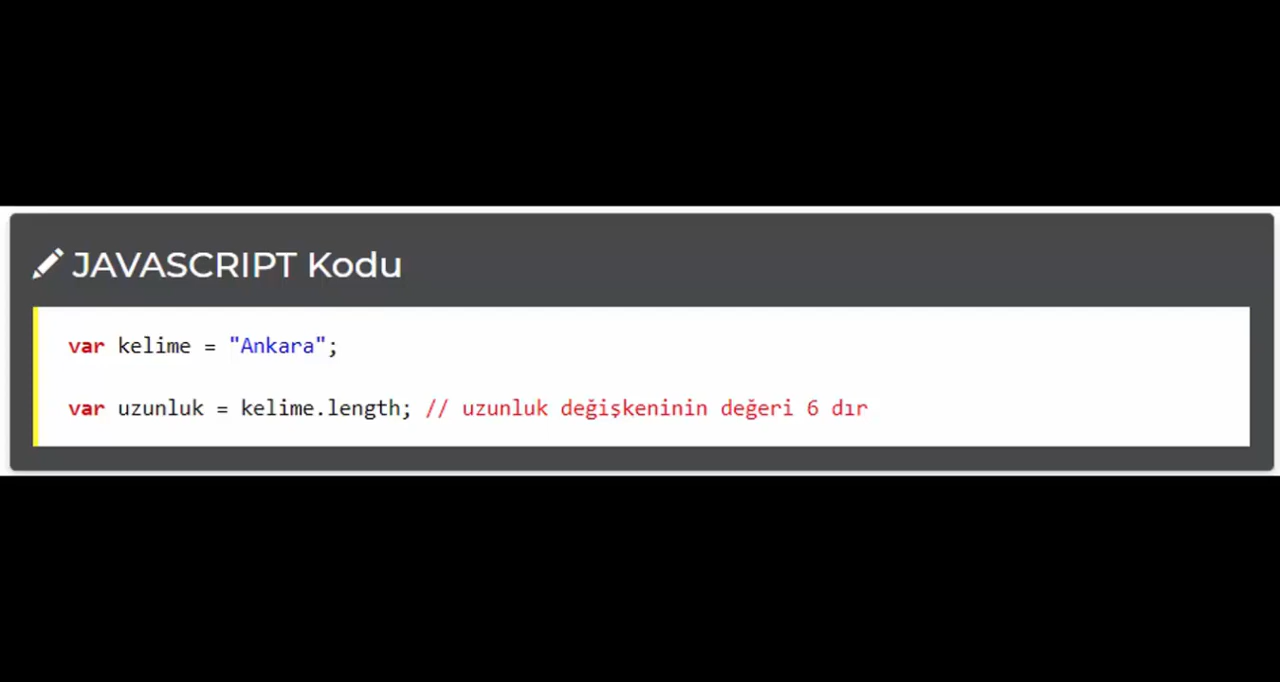 JAVASCRIPT Kodu
var kelime = "Ankara";
var uzunluk = kelime.length; // uzunluk değişkeninin değeri 6 dır